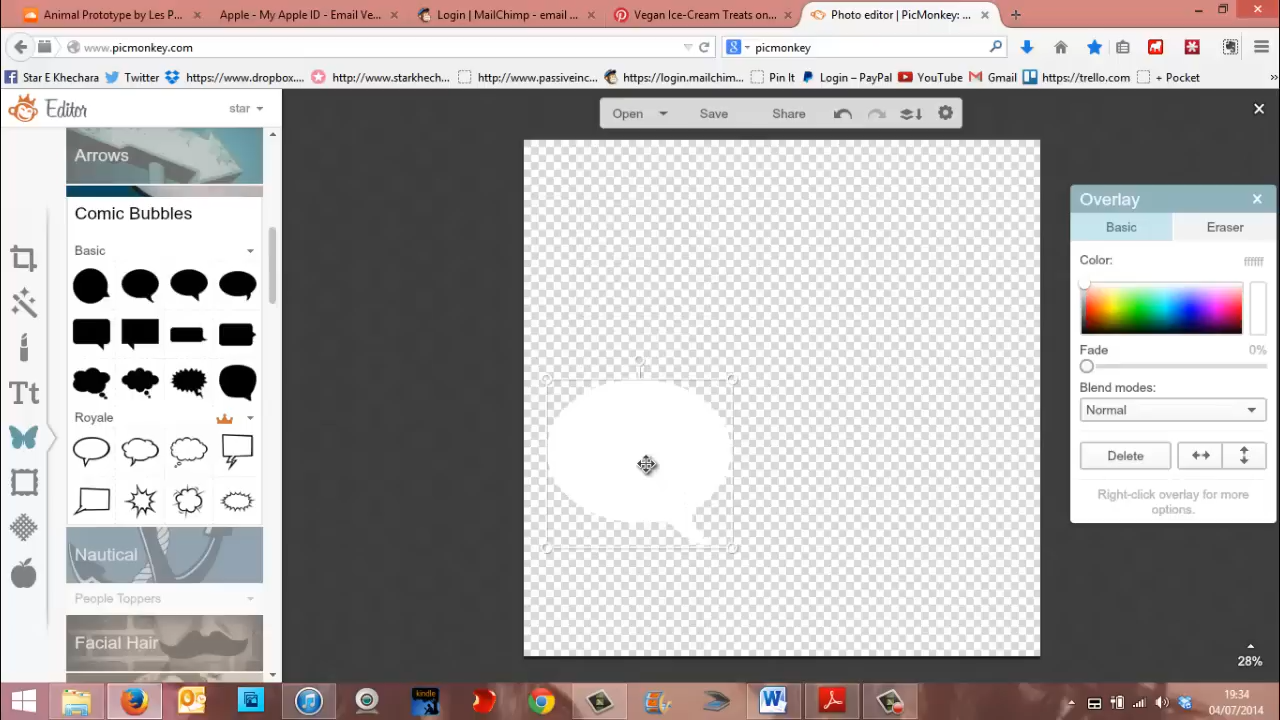 Animal Prototype by Les P...
Apple - My Apple ID - Email Ve...
Login | MailChimp - email ...
Vegan Ice-Cream Treats on...
Photo editor | PicMonkey: ...
www.picmonkey.com
picmonkey
Star E Khechara
Twitter
https://www.dropbox....
http://www.starkhech...
http://www.passiveinc...
https://login.mailchim...
Pin It
Login – PayPal
YouTube
Gmail
https://trello.com
+ Pocket
Editor
star
Open
Save
Share
Arrows
Comic Bubbles
Basic
Royale
Nautical
People Toppers
Facial Hair
Tt
Overlay
Basic
Eraser
Color:
ffffff
Fade
0%
Blend modes:
Normal
Delete
Right-click overlay for more
options.
28%
kindle
19:34
04/07/2014